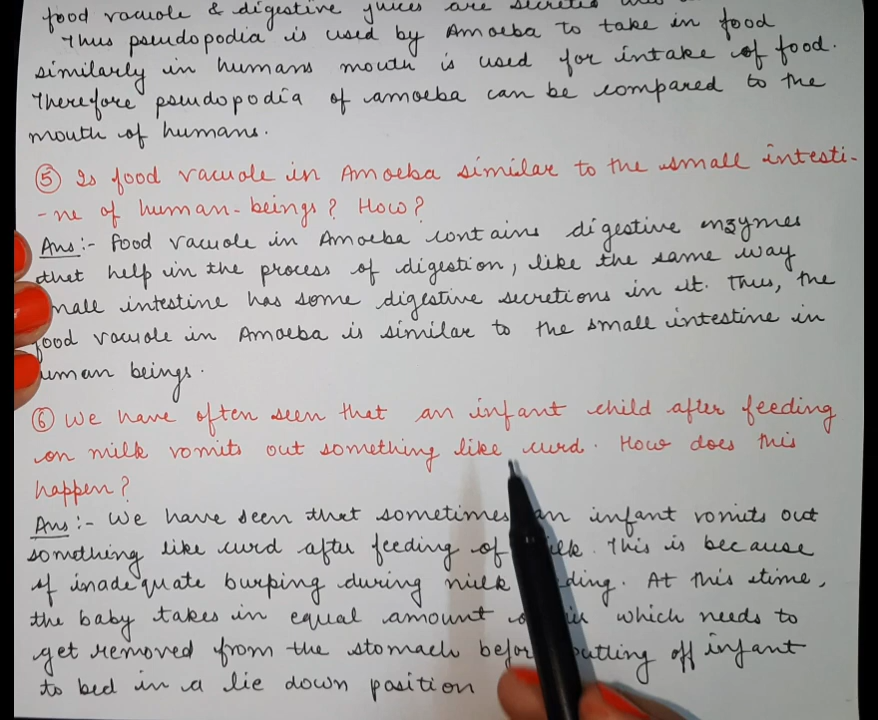 food vacuole & digestive juices are secreted
Thus pseudopodia is used by Amoeba to take in food
similarly in humans mouth is used for intake of food.
Therefore pseudopodia of amoeba can be compared to the
mouth of humans.
⑤ Is food vacuole in Amoeba similar to the small intesti-
-ne of human-beings? How?
Ans:- Food vacuole in Amoeba contains digestive enzymes
that help in the process of digestion, like the same way
small intestine has some digestive secretions in it. Thus, the
food vacuole in Amoeba is similar to the small intestine in
uman beings.
⑥ We have often seen that an infant child after feeding
on milk vomits out something like curd. How does this
happen?
Ans:- We have seen that sometimes an infant vomits out
something like curd after feeding of milk. This is because
of inadequate burping during milk ding. At this time,
the baby takes in equal amount which needs to
get removed from the stomach before putting off infant
to bed in a lie down position